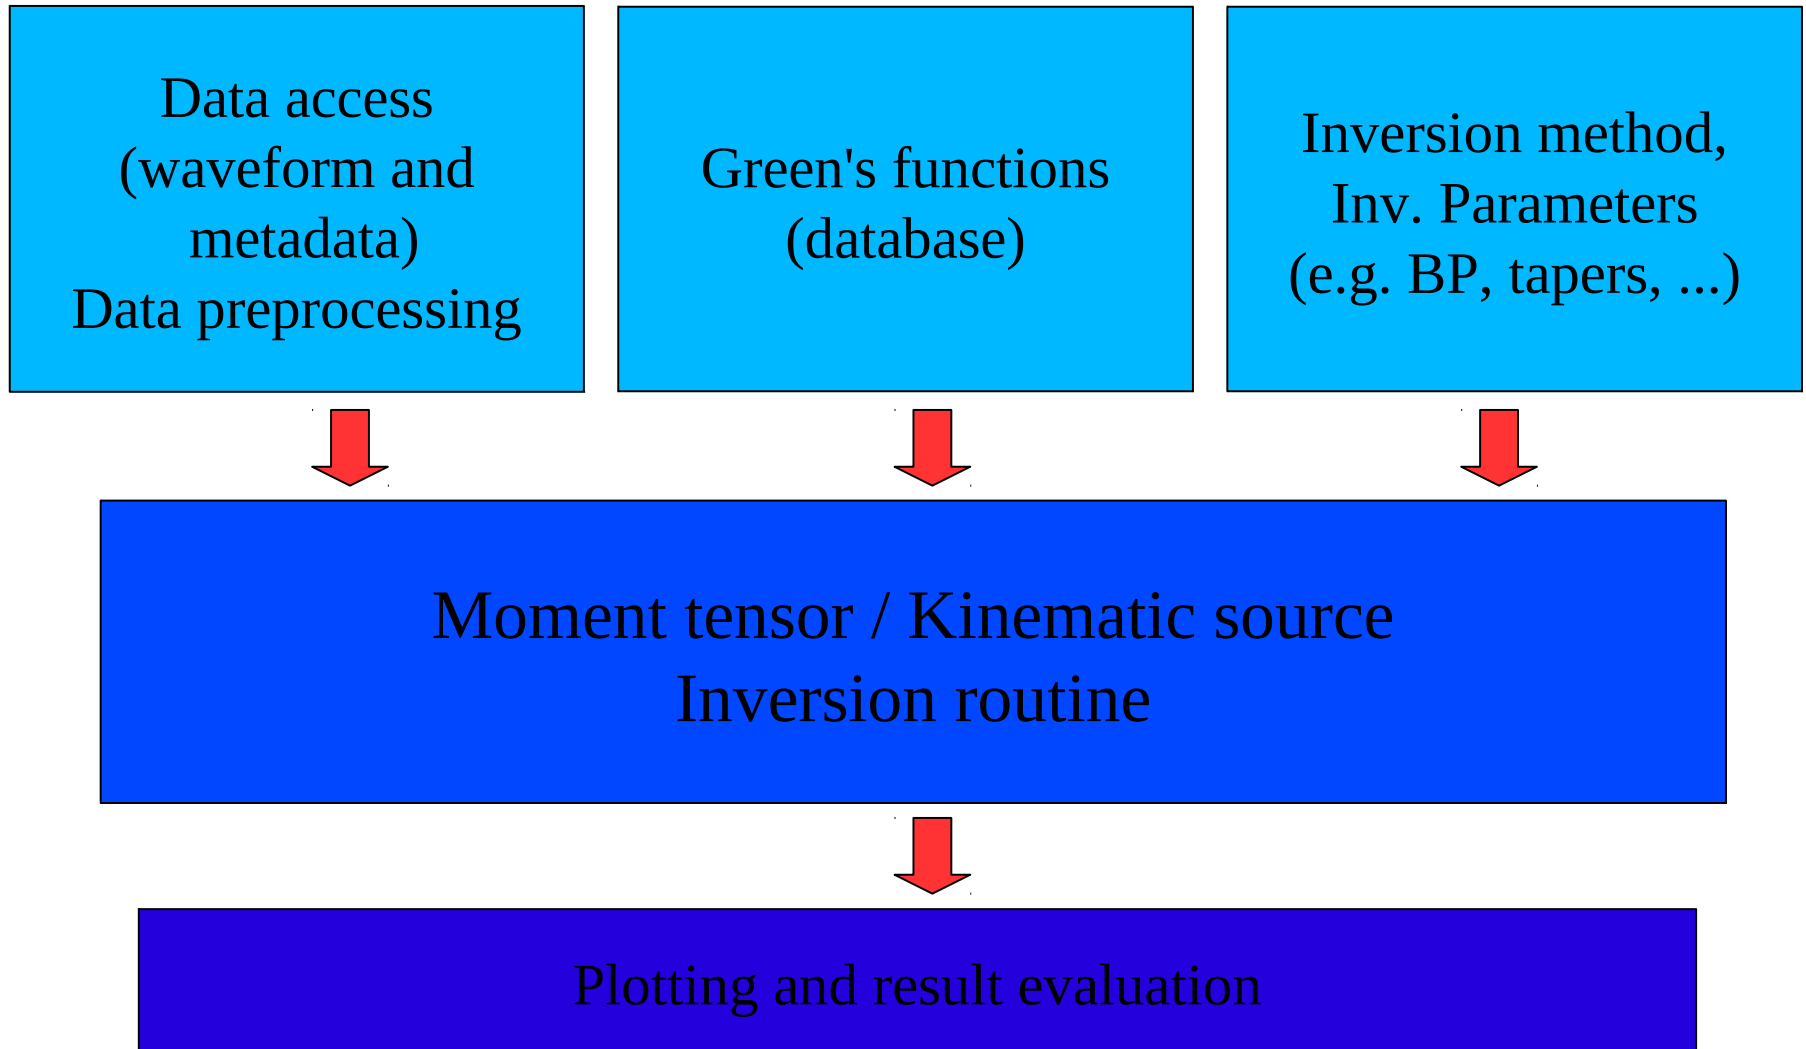 Data access
(waveform and
metadata)
Data preprocessing
Green's functions
(database)
Inversion method,
Inv. Parameters
(e.g. BP, tapers, ...)
Moment tensor / Kinematic source
Inversion routine
Plotting and result evaluation